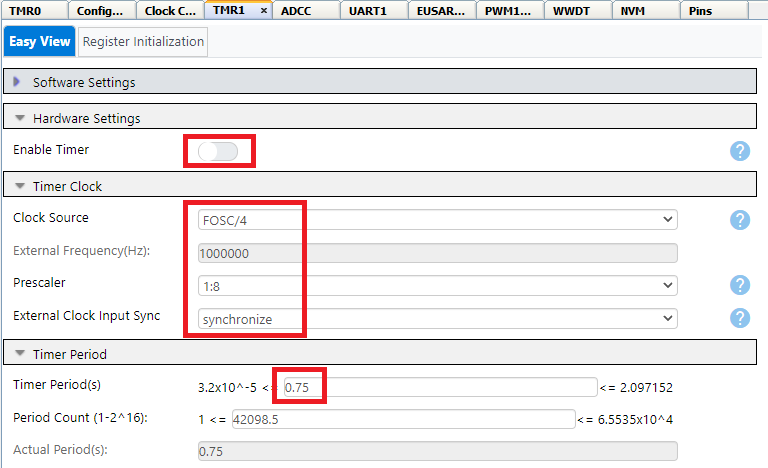 TMR0 Config... Clock C... TMR1 × ADCC UART1 EUSAR... PWM1... WWDT NVM Pins
Easy View Register Initialization
Software Settings
Hardware Settings
Enable Timer ?
Timer Clock
Clock Source FOSC/4 ?
External Frequency(Hz): 1000000
Prescaler 1:8 ?
External Clock Input Sync synchronize ?
Timer Period
Timer Period(s) 3.2x10^-5 <= 0.75 <= 2.097152
Period Count (1-2^16): 1 <= 42098.5 <= 6.5535x10^4
Actual Period(s): 0.75